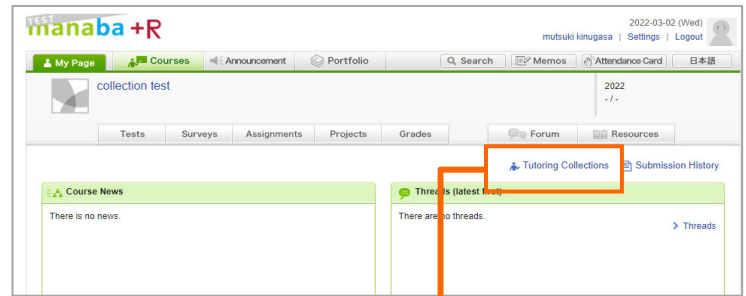 TEST
manaba +R
2022-03-02 (Wed)
mutsuki kinugasa | Settings | Logout
My Page Courses Announcement Portfolio Search Memos Attendance Card 日本語
collection test
2022
- / -
Tests Surveys Assignments Projects Grades Forum Resources
Tutoring Collections Submission History
Course News
There is no news.
Threads (latest first)
There are no threads.
Threads